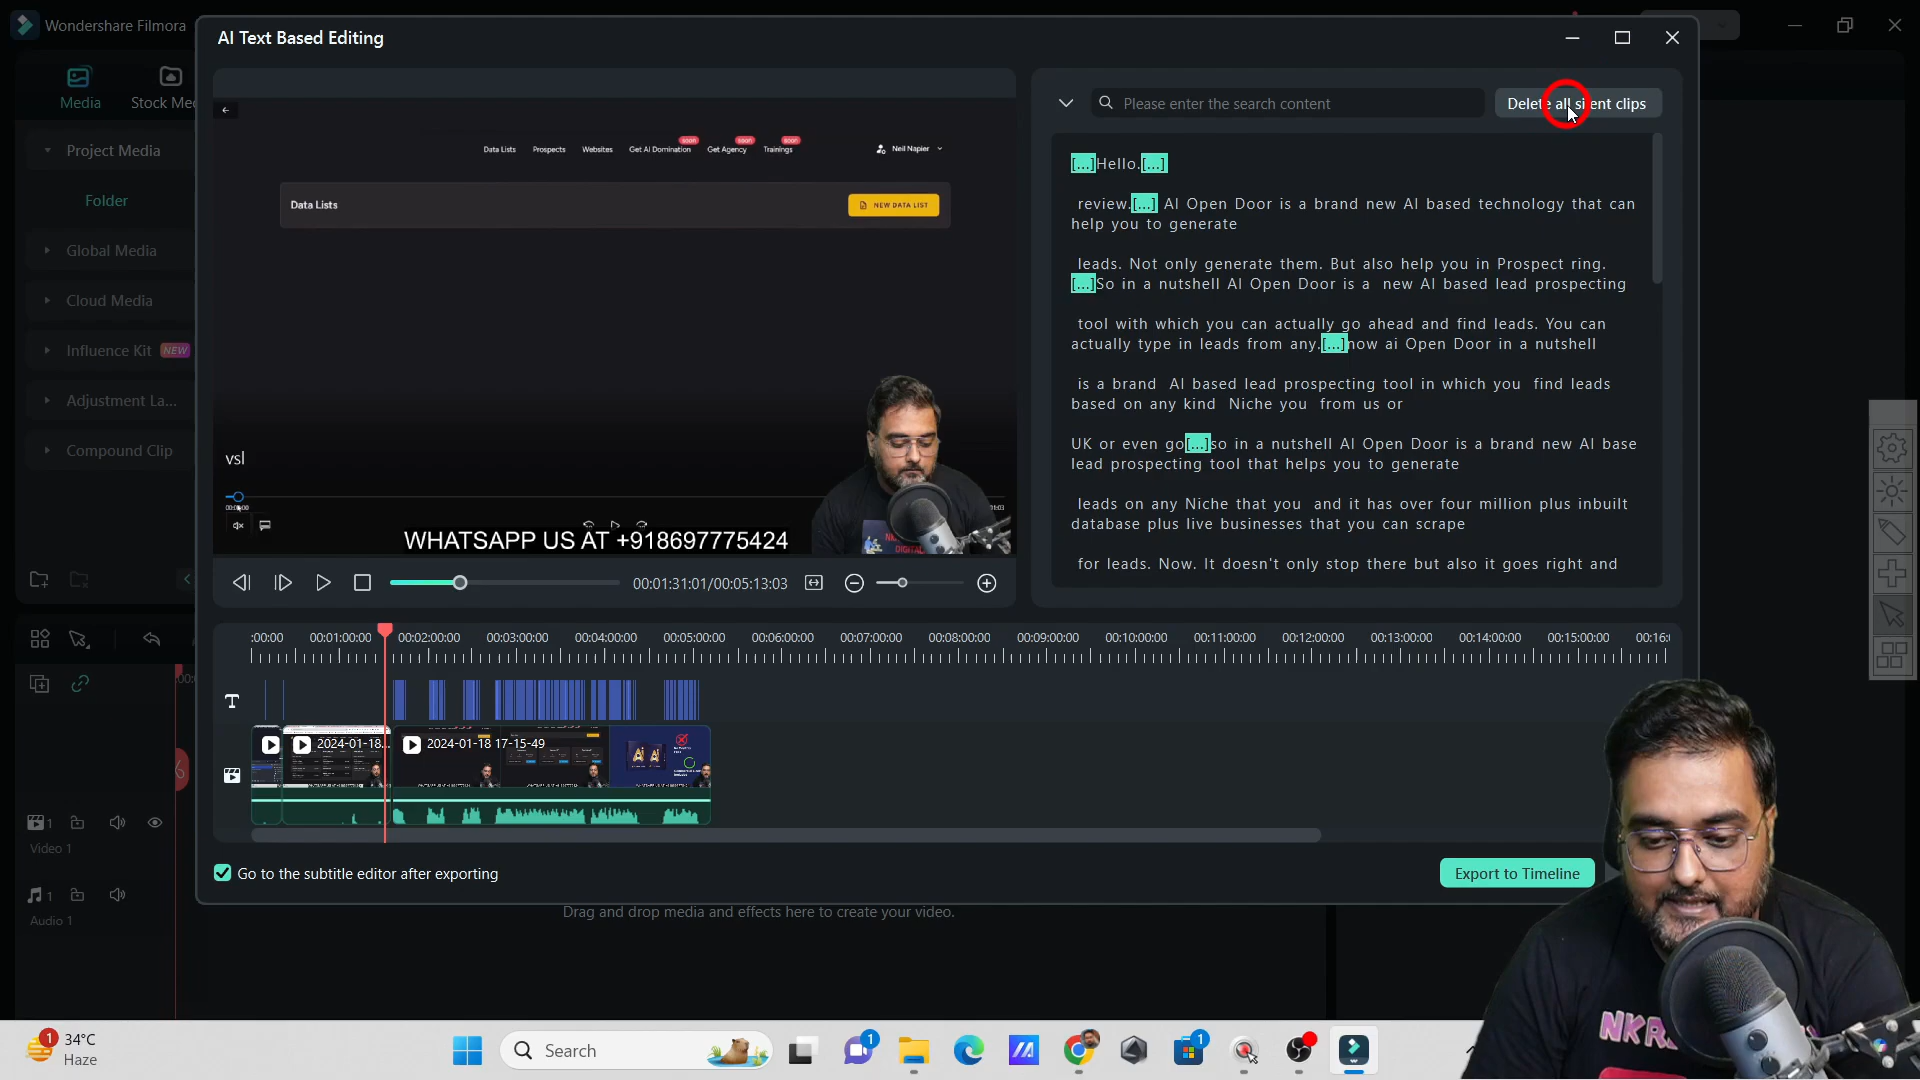 Wondershare Filmora
AI Text Based Editing
Media
Stock Med
Project Media
Folder
Global Media
Cloud Media
Influence Kit NEW
Adjustment La...
Compound Clip
Data Lists
Prospects
Websites
Get AI Domination
SOON
Get Agency
SOON
Trainings
SOON
Neil Napier
Data Lists
NEW DATA LIST
vsl
WHATSAPP US AT +918697775424
00:01:31:01/00:05:13:03
Please enter the search content
Delete all silent clips
[...]Hello.[...]
review.[...] AI Open Door is a brand new AI based technology that can
help you to generate
leads. Not only generate them. But also help you in Prospect ring.
[...]So in a nutshell AI Open Door is a new AI based lead prospecting
tool with which you can actually go ahead and find leads. You can
actually type in leads from any.[...]now ai Open Door in a nutshell
is a brand AI based lead prospecting tool in which you find leads
based on any kind Niche you from us or
UK or even go[...]so in a nutshell AI Open Door is a brand new AI base
lead prospecting tool that helps you to generate
leads on any Niche that you and it has over four million plus inbuilt
database plus live businesses that you can scrape
for leads. Now. It doesn't only stop there but also it goes right and
:00:00 00:01:00:00 00:02:00:00 00:03:00:00 00:04:00:00 00:05:00:00 00:06:00:00 00:07:00:00 00:08:00:00 00:09:00:00 00:10:00:00 00:11:00:00 00:12:00:00 00:13:00:00 00:14:00:00 00:15:00:00 00:16:
T
2024-01-18...
2024-01-18 17-15-49
1
Video 1
1
Audio 1
Go to the subtitle editor after exporting
Export to Timeline
Drag and drop media and effects here to create your video.
1
34°C
Haze
Search
1
1